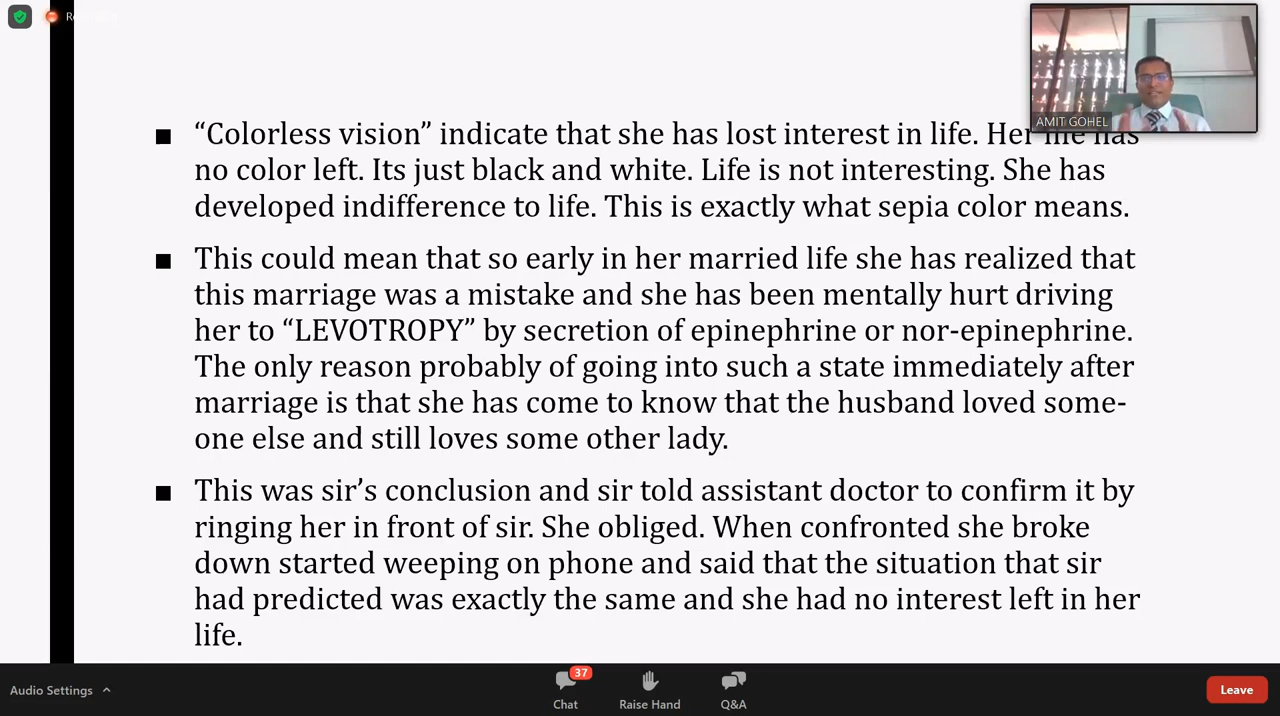 AMIT GOHEL
■ “Colorless vision” indicate that she has lost interest in life. Her life has
no color left. Its just black and white. Life is not interesting. She has
developed indifference to life. This is exactly what sepia color means.
■ This could mean that so early in her married life she has realized that
this marriage was a mistake and she has been mentally hurt driving
her to “LEVOTROPY” by secretion of epinephrine or nor-epinephrine.
The only reason probably of going into such a state immediately after
marriage is that she has come to know that the husband loved some-
one else and still loves some other lady.
■ This was sir’s conclusion and sir told assistant doctor to confirm it by
ringing her in front of sir. She obliged. When confronted she broke
down started weeping on phone and said that the situation that sir
had predicted was exactly the same and she had no interest left in her
life.
Audio Settings
37
Chat
Raise Hand
Q&A
Leave